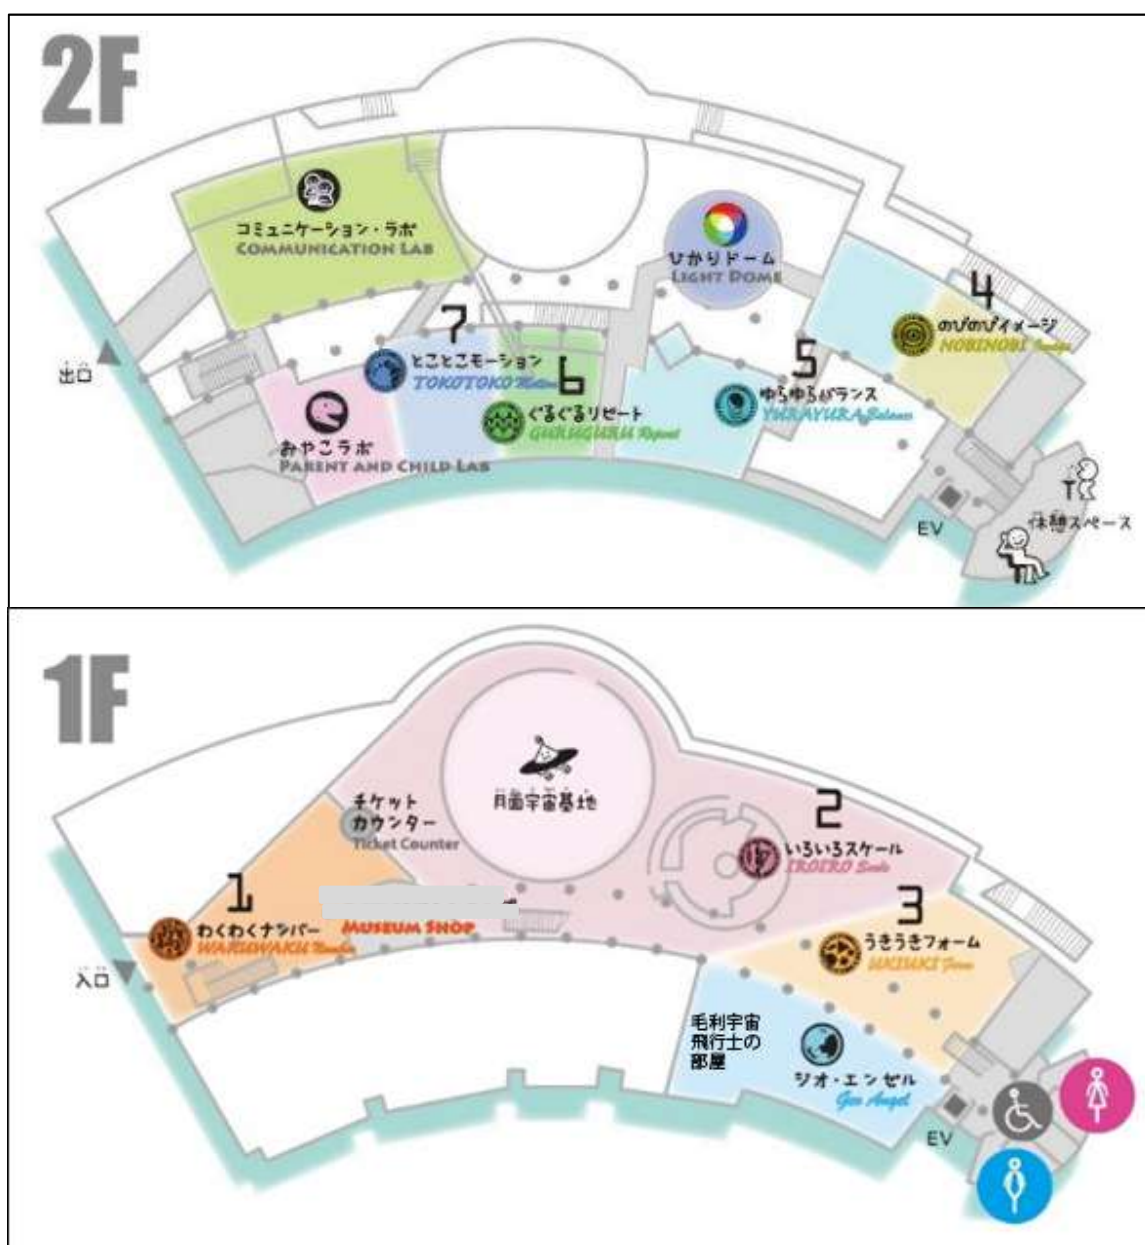 2F
コミュニケーション・ラボ
COMMUNICATION LAB
ひかりドーム
LIGHT DOME
4
のびのびイメージ
NOBINOBI Image
7
とことこモーション
TOKOTOKO Motion
6
ぐるぐるリピート
GURUGURU Repeat
5
ゆらゆらバランス
YURAYURA Balance
出口
おやこラボ
PARENT AND CHILD LAB
EV
休憩スペース
1F
チケット
カウンター
Ticket Counter
月面宇宙基地
2
いろいろスケール
IROIRO Scale
1
わくわくナンバー
WAKUWAKU Number
MUSEUM SHOP
3
うきうきフォーム
UKIUKI Form
入口
毛利宇宙
飛行士の
部屋
ジオ・エンゼル
Geo Angel
EV